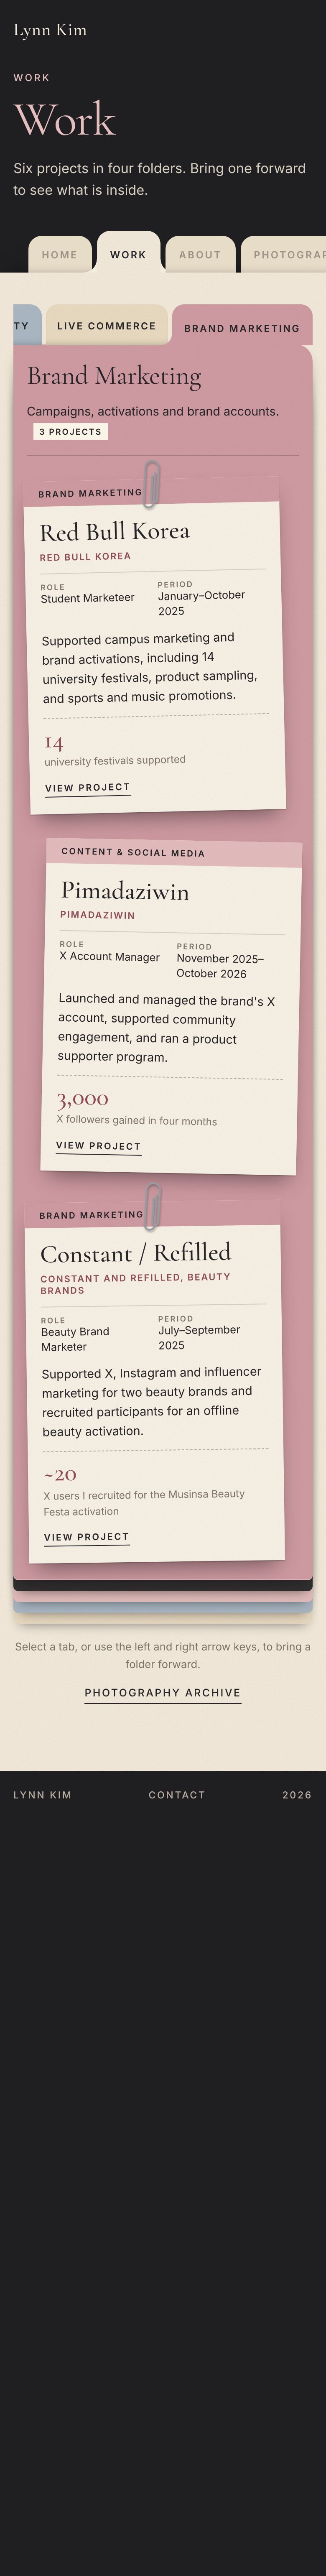 Lynn Kim
WORK
Work
Six projects in four folders. Bring one forward
to see what is inside.
HOME
WORK
ABOUT
PHOTOGRAP
TY
LIVE COMMERCE
BRAND MARKETING
Brand Marketing
Campaigns, activations and brand accounts.
3 PROJECTS
BRAND MARKETING
Red Bull Korea
RED BULL KOREA
ROLE
Student Marketeer
PERIOD
January–October
2025
Supported campus marketing and
brand activations, including 14
university festivals, product sampling,
and sports and music promotions.
14
university festivals supported
VIEW PROJECT
CONTENT & SOCIAL MEDIA
Pimadaziwin
PIMADAZIWIN
ROLE
X Account Manager
PERIOD
November 2025–
October 2026
Launched and managed the brand's X
account, supported community
engagement, and ran a product
supporter program.
3,000
X followers gained in four months
VIEW PROJECT
BRAND MARKETING
Constant / Refilled
CONSTANT AND REFILLED, BEAUTY
BRANDS
ROLE
Beauty Brand
Marketer
PERIOD
July–September
2025
Supported X, Instagram and influencer
marketing for two beauty brands and
recruited participants for an offline
beauty activation.
~20
X users I recruited for the Musinsa Beauty
Festa activation
VIEW PROJECT
Select a tab, or use the left and right arrow keys, to bring a
folder forward.
PHOTOGRAPHY ARCHIVE
LYNN KIM
CONTACT
2026